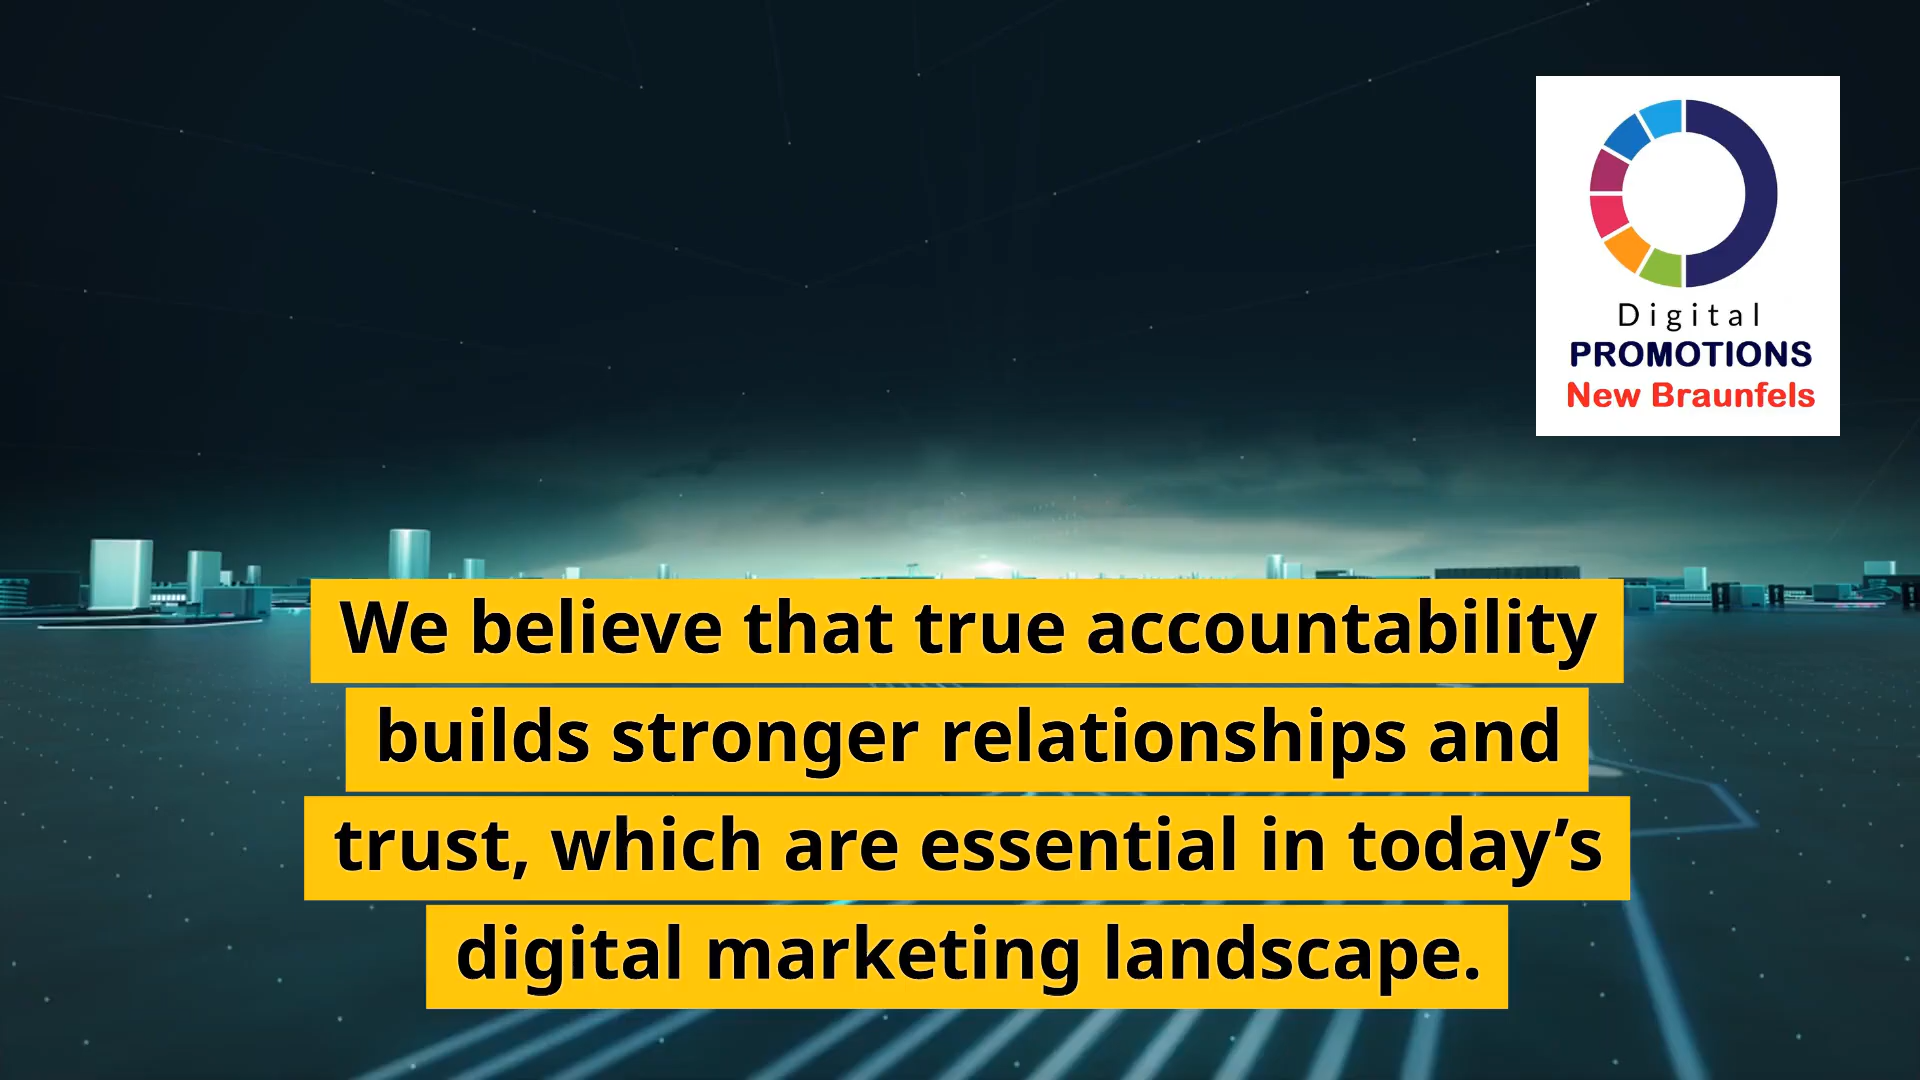 Digital
PROMOTIONS
New Braunfels
We believe that true accountability
builds stronger relationships and
trust, which are essential in today’s
digital marketing landscape.